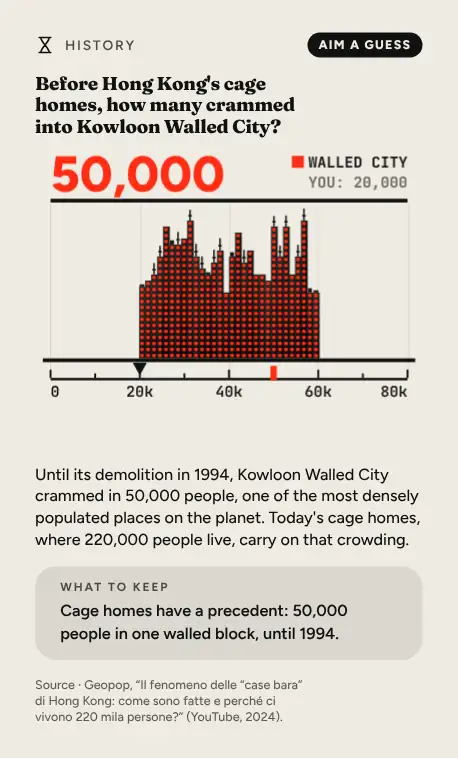 HISTORY
AIM A GUESS
Before Hong Kong's cage
homes, how many crammed
into Kowloon Walled City?
50,000
WALLED CITY
YOU: 20,000
0 20k 40k 60k 80k
Until its demolition in 1994, Kowloon Walled City
crammed in 50,000 people, one of the most densely
populated places on the planet. Today's cage homes,
where 220,000 people live, carry on that crowding.
WHAT TO KEEP
Cage homes have a precedent: 50,000
people in one walled block, until 1994.
Source · Geopop, “Il fenomeno delle “case bara”
di Hong Kong: come sono fatte e perché ci
vivono 220 mila persone?” (YouTube, 2024).